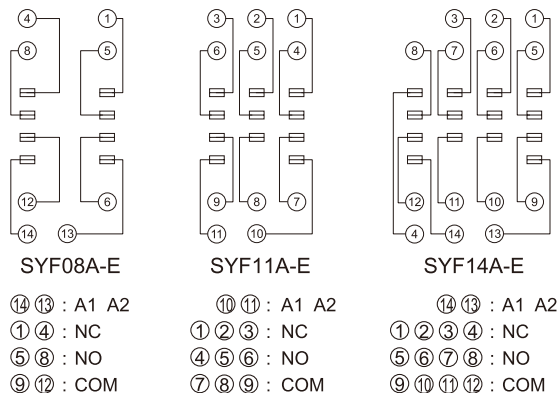 ④ ①
⑧ ⑤
⑫ ⑥
⑭ ⑬
SYF08A-E
⑭ ⑬ : A1 A2
① ④ : NC
⑤ ⑧ : NO
⑨ ⑫ : COM
③ ② ①
⑥ ⑤ ④
⑨ ⑧ ⑦
⑪ ⑩
SYF11A-E
⑩ ⑪ : A1 A2
① ② ③ : NC
④ ⑤ ⑥ : NO
⑦ ⑧ ⑨ : COM
③ ② ①
⑧ ⑦ ⑥ ⑤
⑫ ⑪ ⑩ ⑨
④ ⑭ ⑬
SYF14A-E
⑭ ⑬ : A1 A2
① ② ③ ④ : NC
⑤ ⑥ ⑦ ⑧ : NO
⑨ ⑩ ⑪ ⑫ : COM